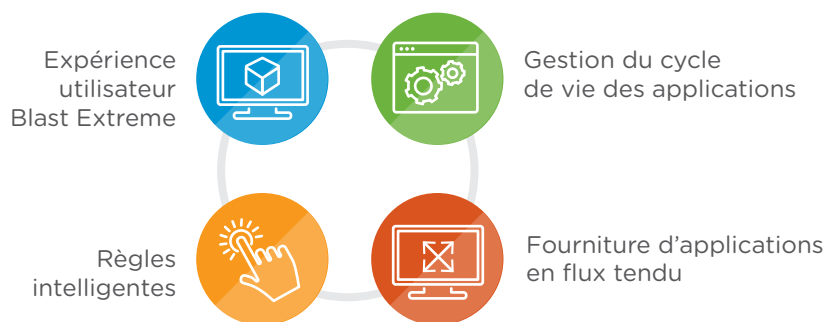 Expérience
utilisateur
Blast Extreme
Gestion du cycle
de vie des applications
Règles
intelligentes
Fourniture d’applications
en flux tendu